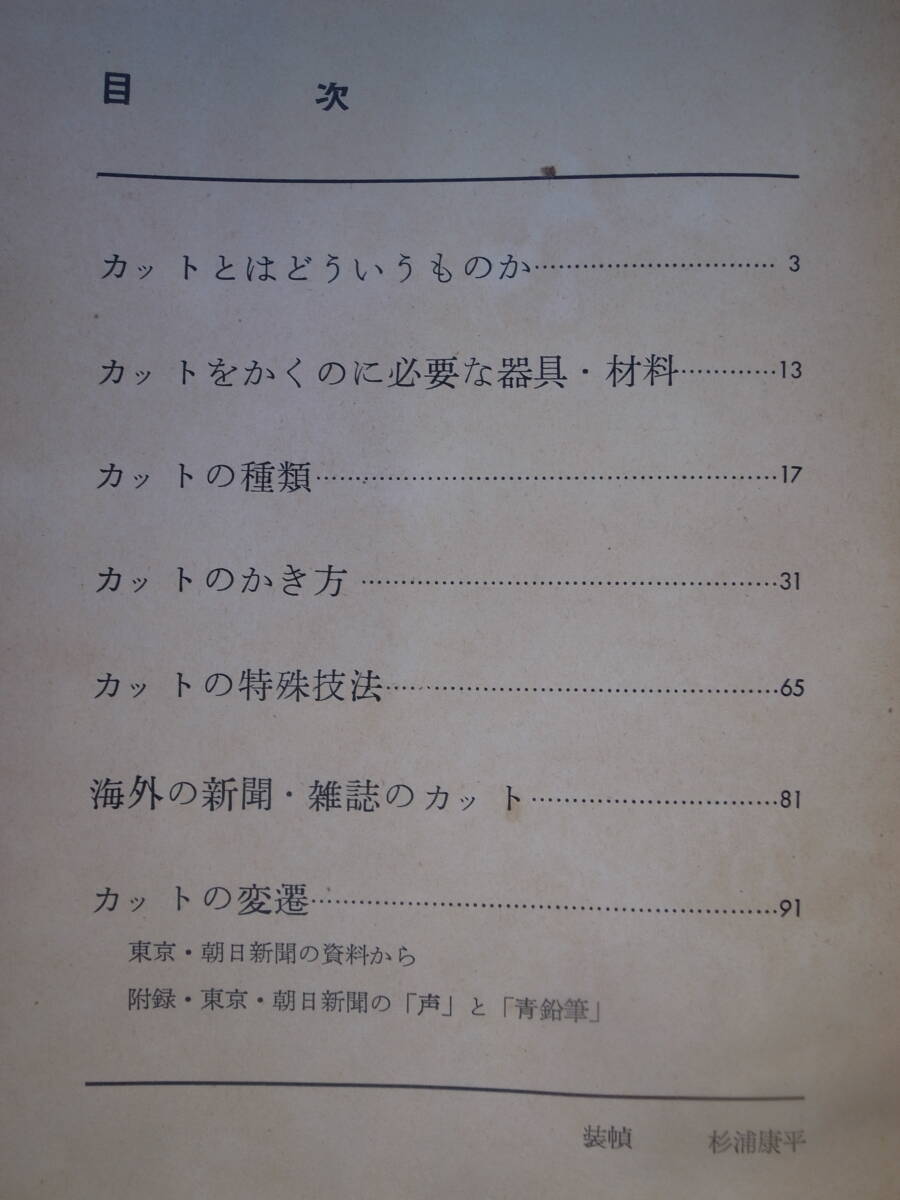 目 次
カットとはどういうものか…………………………… 3
カットをかくのに必要な器具・材料…………13
カットの種類……………………………………………………17
カットのかき方 ………………………………………………31
カットの特殊技法……………………………………………65
海外の新聞・雑誌のカット……………………………81
カットの変遷……………………………………………………91
東京・朝日新聞の資料から
附録・東京・朝日新聞の「声」と「青鉛筆」
装幀 杉浦康平